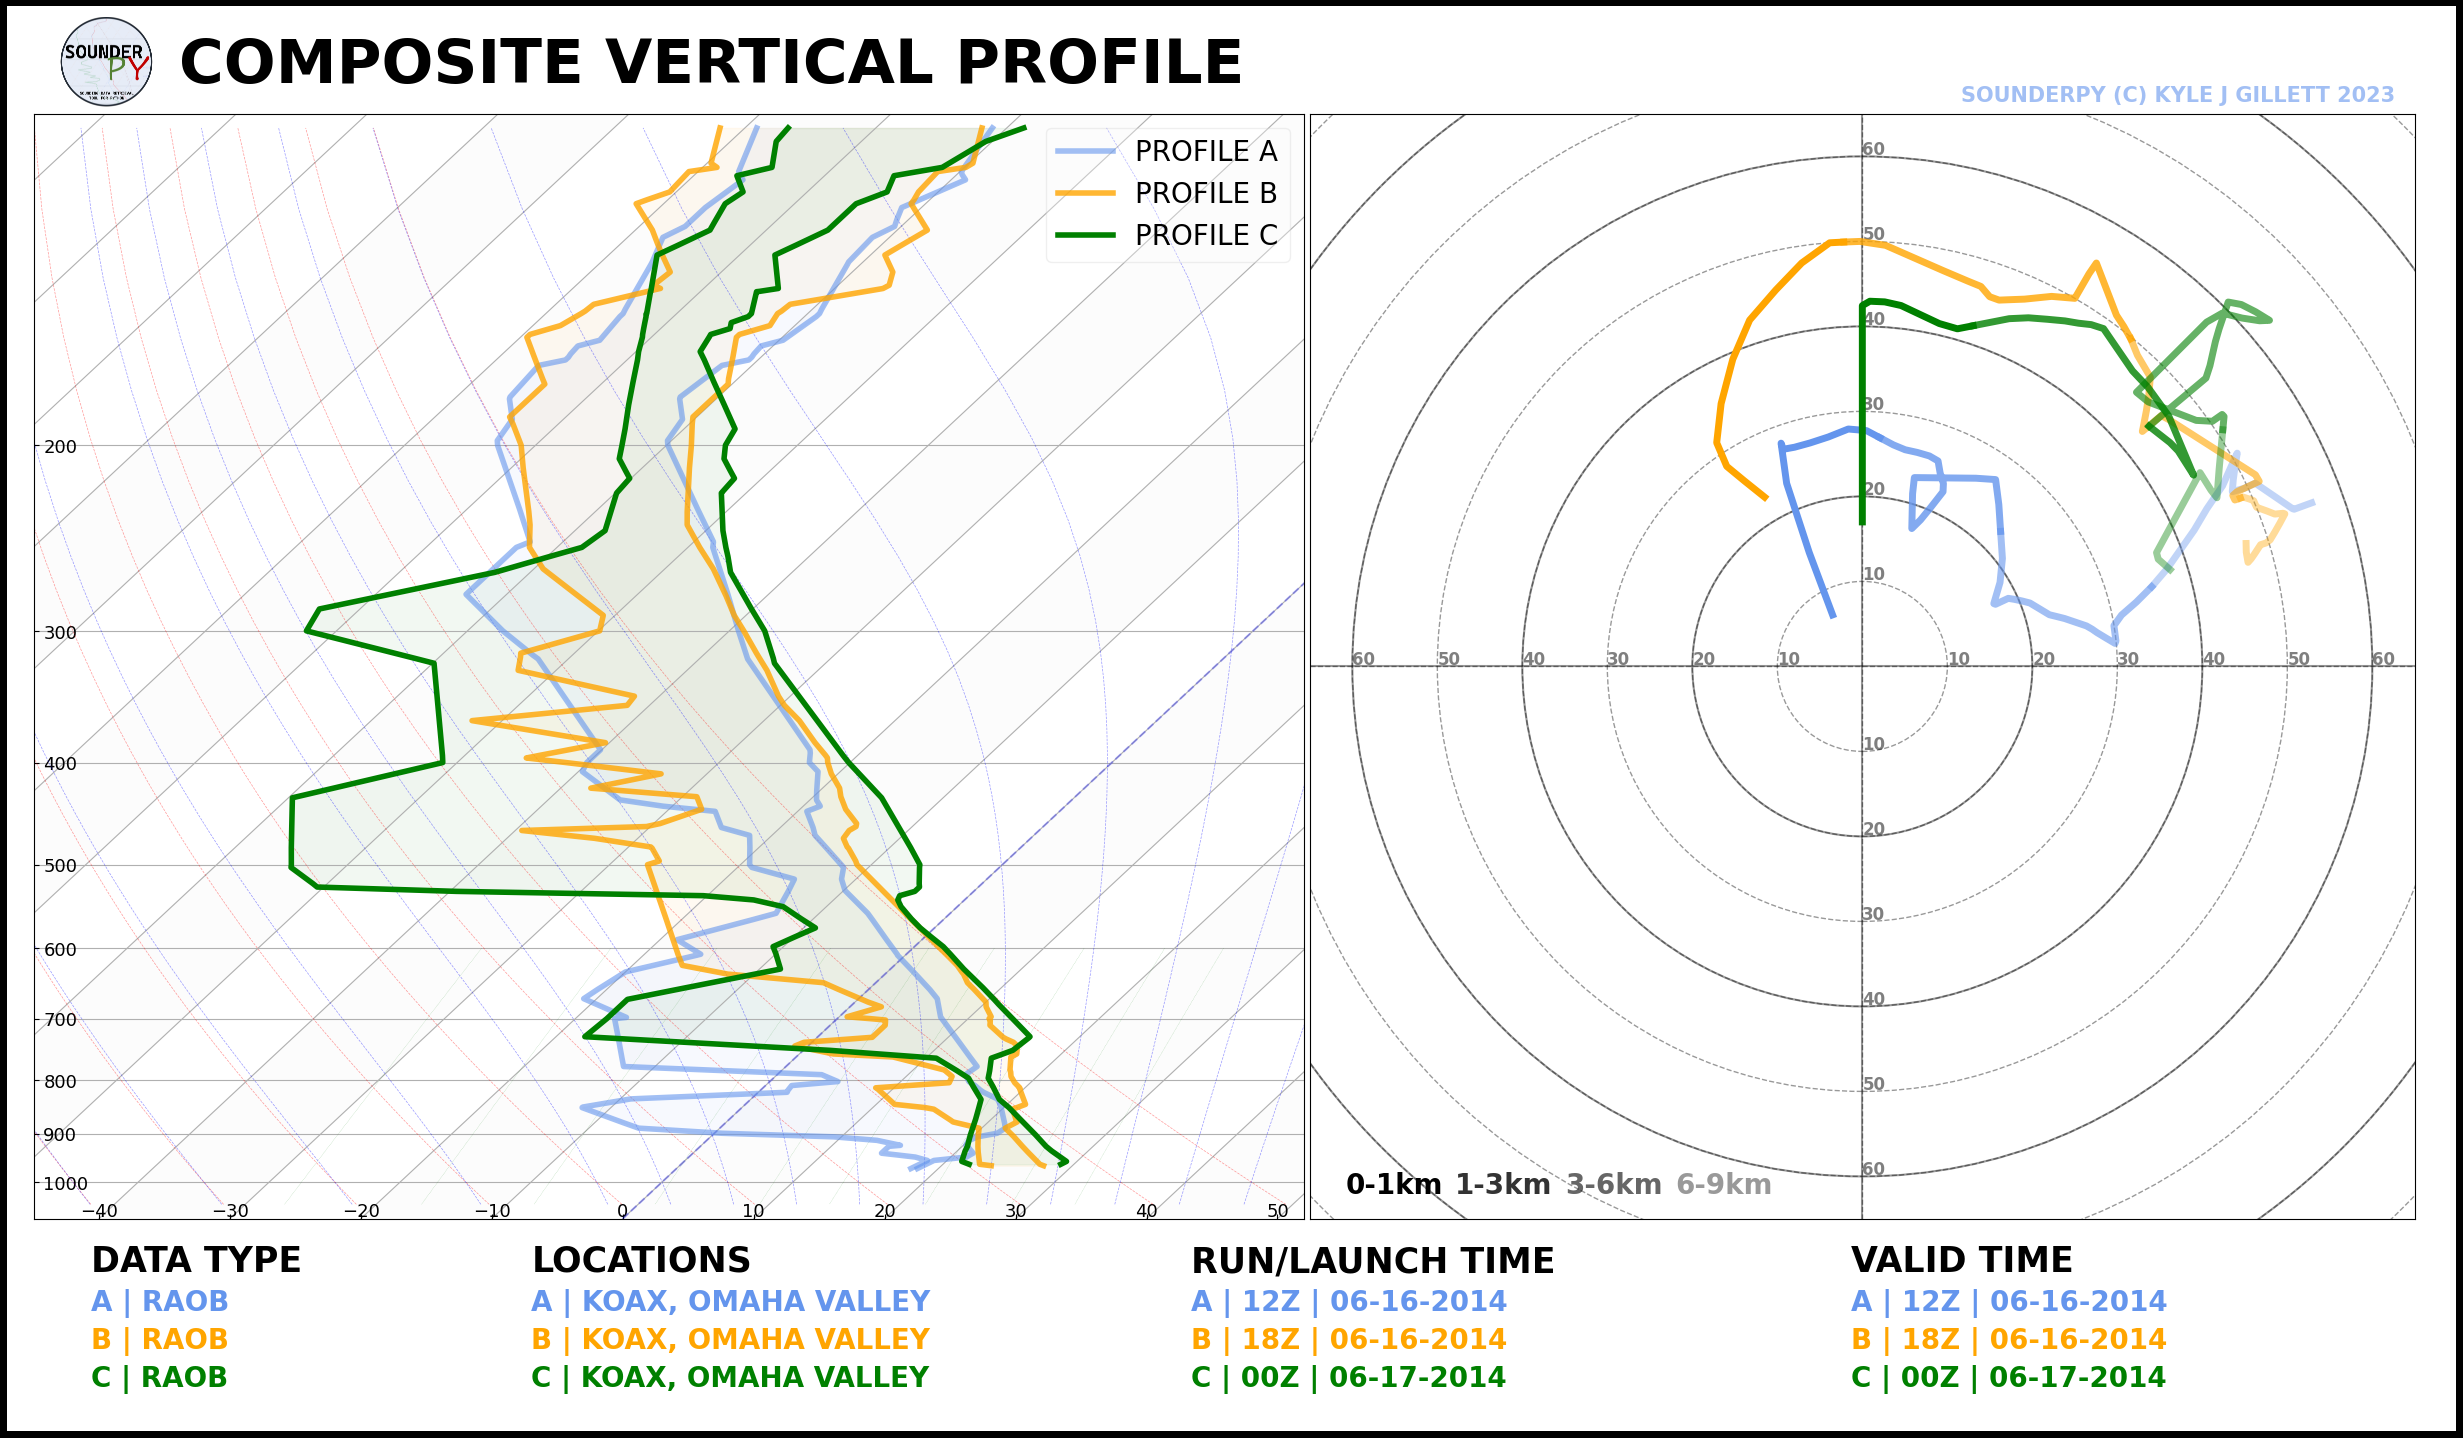 SOUNDER
PY
COMPOSITE VERTICAL PROFILE
SOUNDERPY (C) KYLE J GILLETT 2023
PROFILE A
PROFILE B
PROFILE C
200
300
400
500
600
700
800
900
1000
−40 −30 −20 −10 0 10 20 30 40 50
60
50
40
30
20
10
60 50 40 30 20 10 10 20 30 40 50 60
10
20
30
40
50
60
0-1km 1-3km 3-6km 6-9km
DATA TYPE LOCATIONS RUN/LAUNCH TIME VALID TIME
A | RAOB A | KOAX, OMAHA VALLEY A | 12Z | 06-16-2014 A | 12Z | 06-16-2014
B | RAOB B | KOAX, OMAHA VALLEY B | 18Z | 06-16-2014 B | 18Z | 06-16-2014
C | RAOB C | KOAX, OMAHA VALLEY C | 00Z | 06-17-2014 C | 00Z | 06-17-2014